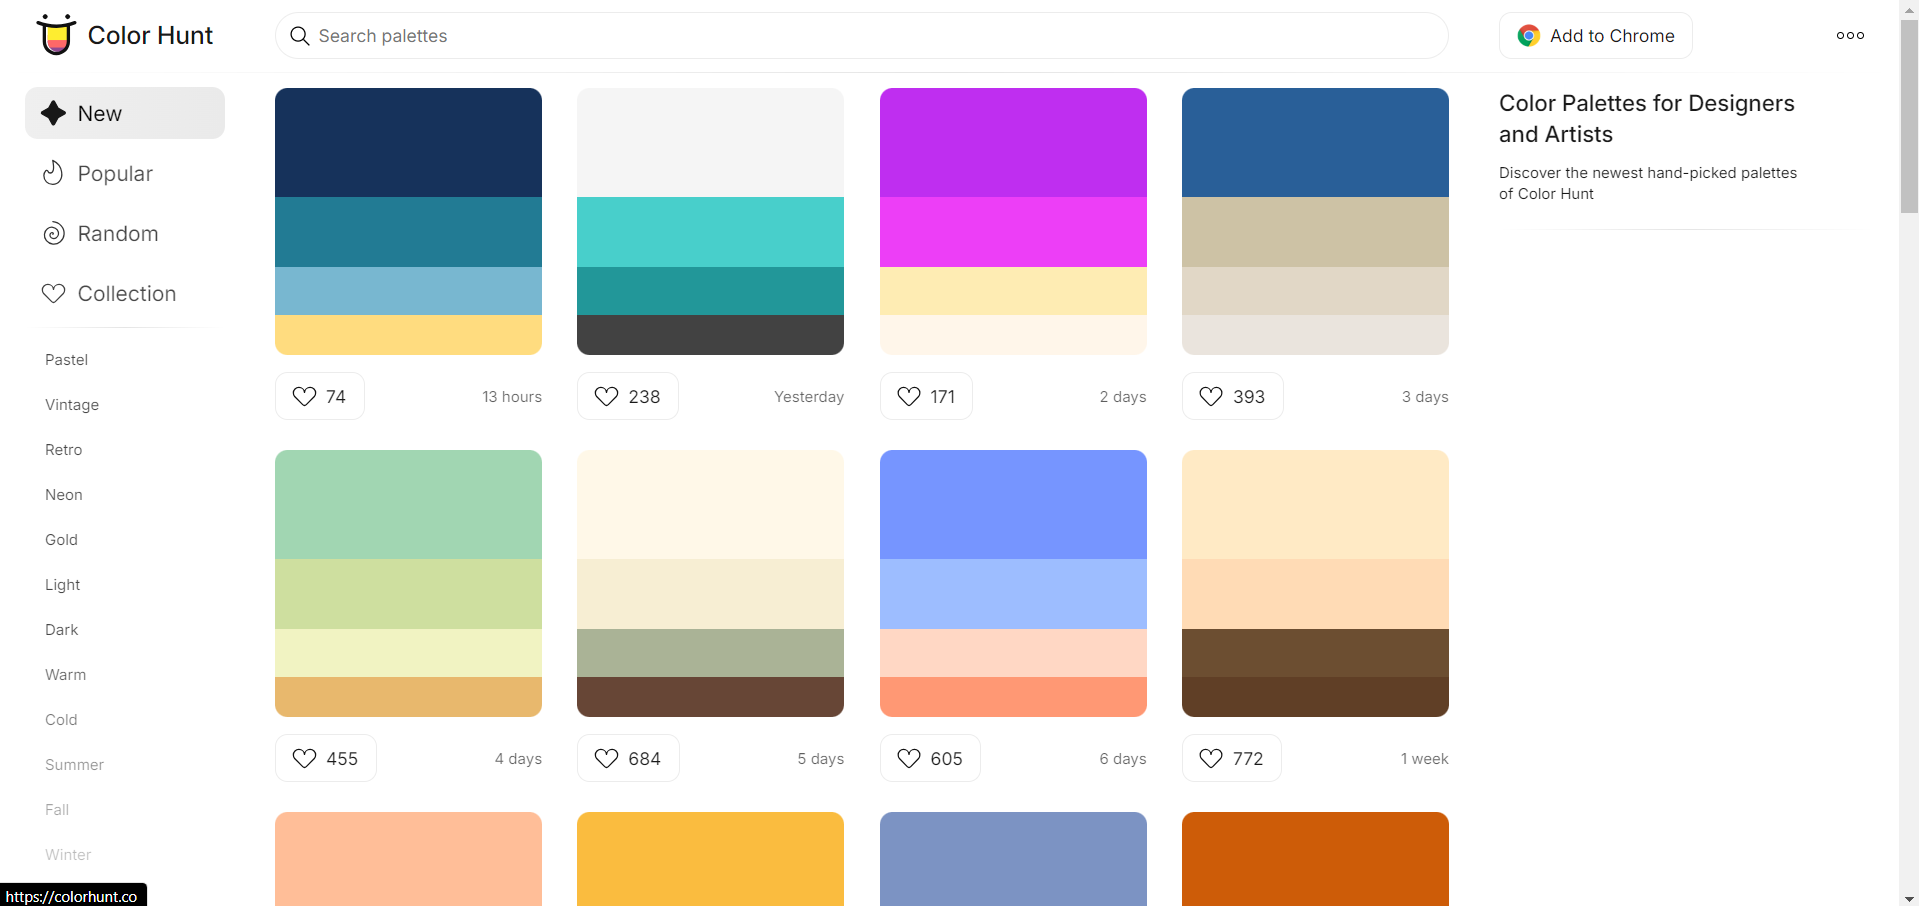 Color Hunt
Search palettes
Add to Chrome
New
Popular
Random
Collection
Pastel
Vintage
Retro
Neon
Gold
Light
Dark
Warm
Cold
Summer
Fall
Winter
74
13 hours
238
Yesterday
171
2 days
393
3 days
455
4 days
684
5 days
605
6 days
772
1 week
Color Palettes for Designers
and Artists
Discover the newest hand-picked palettes
of Color Hunt
https://colorhunt.co